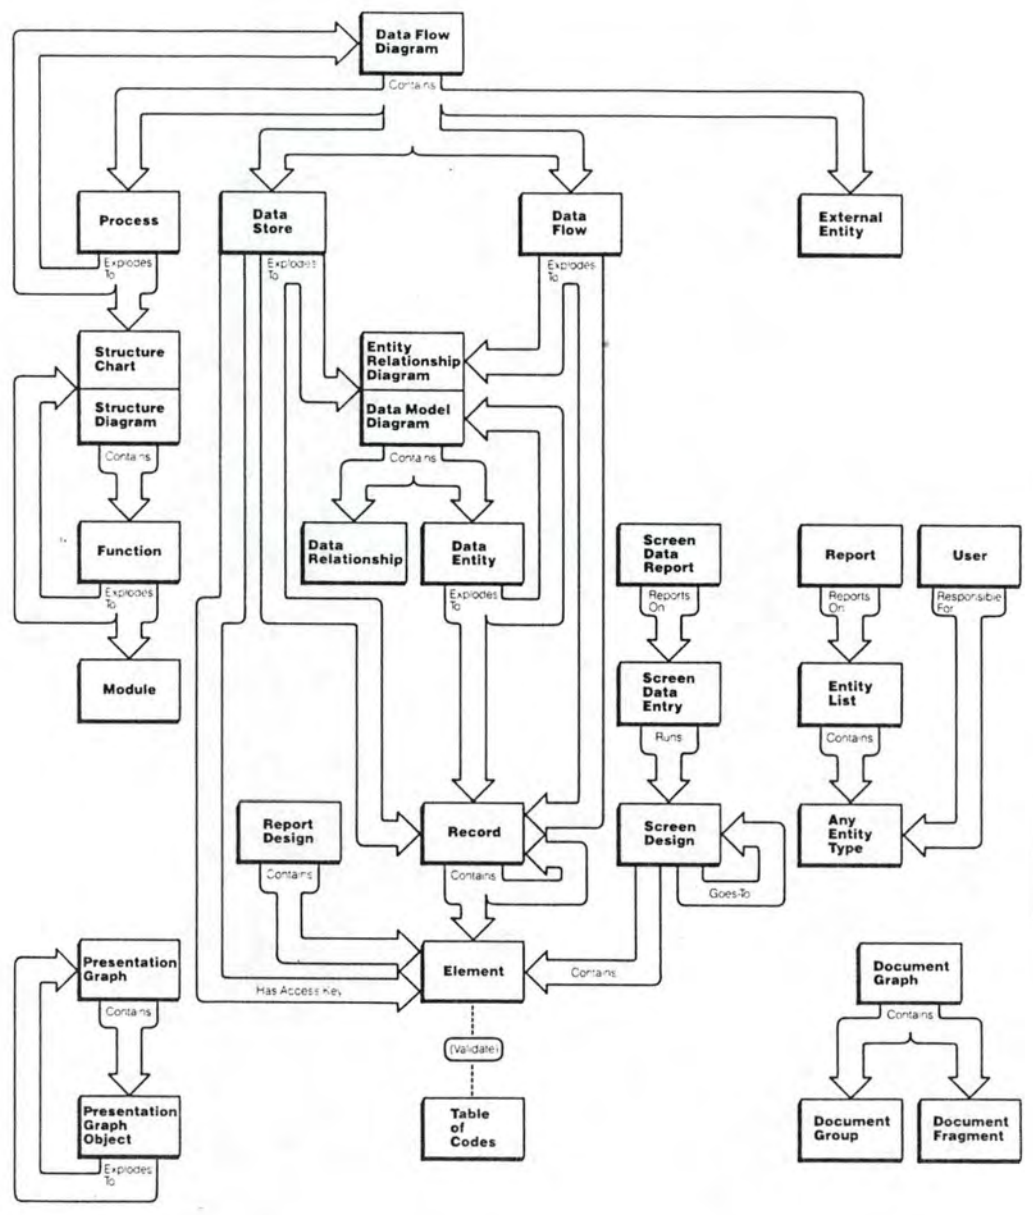 Data Flow
Diagram
Contains
Process
Data
Store
Data
Flow
External
Entity
Explodes
To
Explodes
To
Explodes
To
Structure
Chart
Structure
Diagram
Entity
Relationship
Diagram
Data Model
Diagram
Contains
Contains
Function
Data
Relationship
Data
Entity
Screen
Data
Report
Report
User
Explodes
To
Explodes
To
Reports
On
Reports
On
Responsible
For
Module
Screen
Data
Entry
Entity
List
Runs
Contains
Report
Design
Record
Screen
Design
Any
Entity
Type
Contains
Contains
Goes-To
Presentation
Graph
Element
Contains
Document
Graph
Has Access Key
Contains
Contains
(Validate)
Presentation
Graph
Object
Table
of
Codes
Document
Group
Document
Fragment
Explodes
To